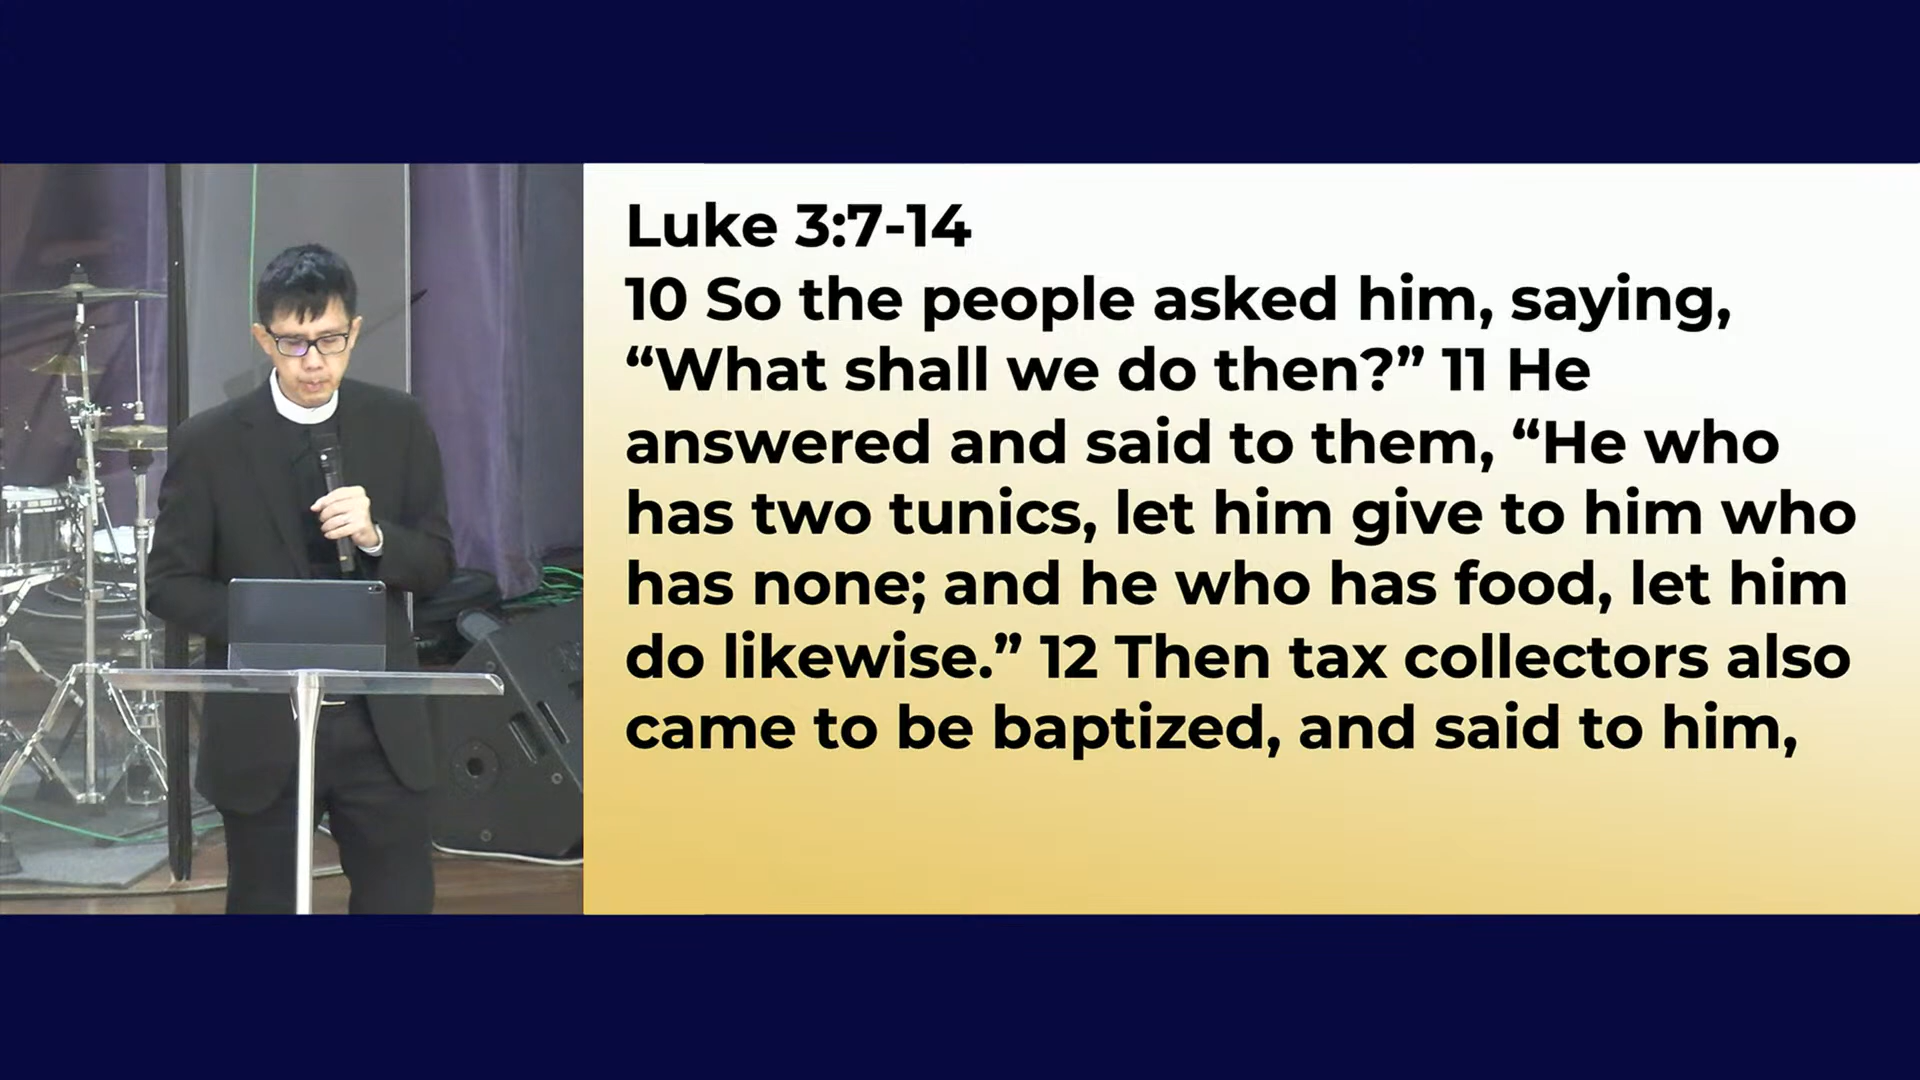 Luke 3:7-14
10 So the people asked him, saying,
“What shall we do then?” 11 He
answered and said to them, “He who
has two tunics, let him give to him who
has none; and he who has food, let him
do likewise.” 12 Then tax collectors also
came to be baptized, and said to him,